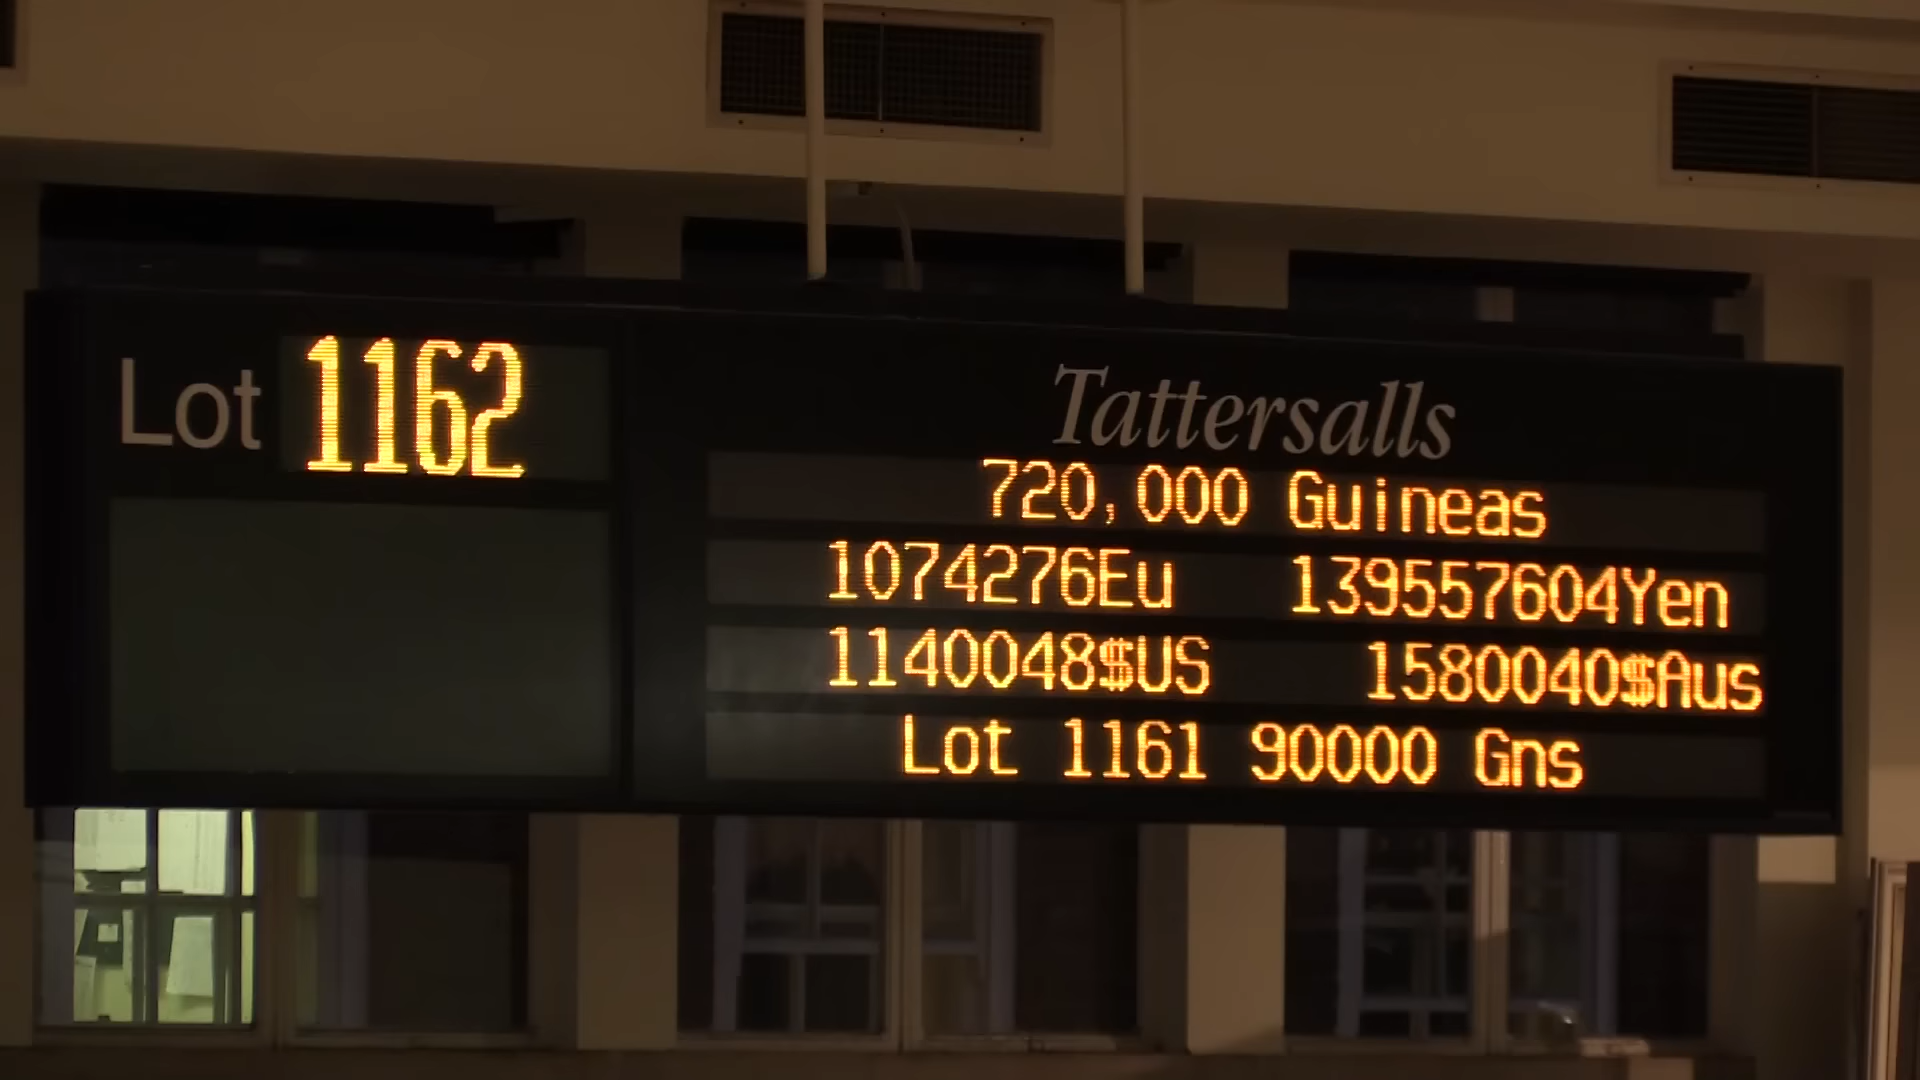 Lot 1162
Tattersalls
720,000 Guineas
1074276Eu 139557604Yen
1140048$US 1580040$Aus
Lot 1161 90000 Gns